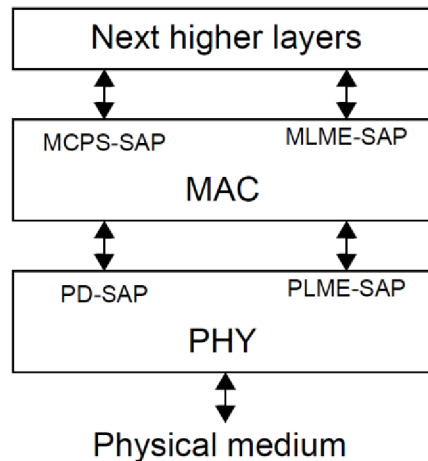 Next higher layers
MCPS-SAP MLME-SAP
MAC
PD-SAP PLME-SAP
PHY
Physical medium